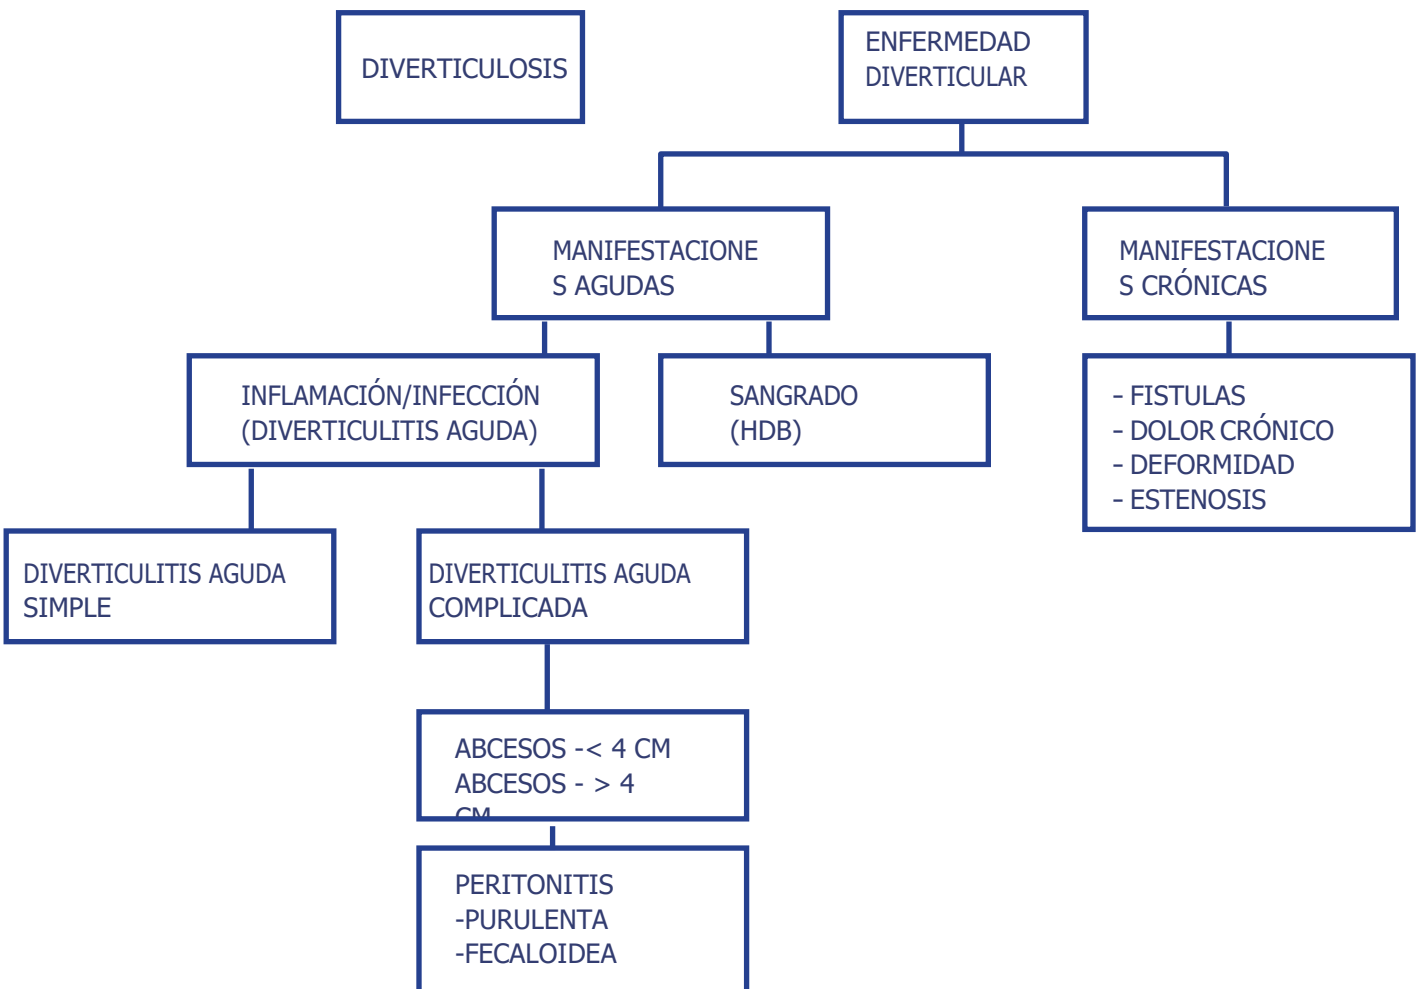 DIVERTICULOSIS
ENFERMEDAD
DIVERTICULAR
MANIFESTACIONE
S AGUDAS
MANIFESTACIONE
S CRÓNICAS
INFLAMACIÓN/INFECCIÓN
(DIVERTICULITIS AGUDA)
SANGRADO
(HDB)
- FISTULAS
- DOLOR CRÓNICO
- DEFORMIDAD
- ESTENOSIS
DIVERTICULITIS AGUDA
SIMPLE
DIVERTICULITIS AGUDA
COMPLICADA
ABCESOS -< 4 CM
ABCESOS - > 4
CM
PERITONITIS
-PURULENTA
-FECALOIDEA